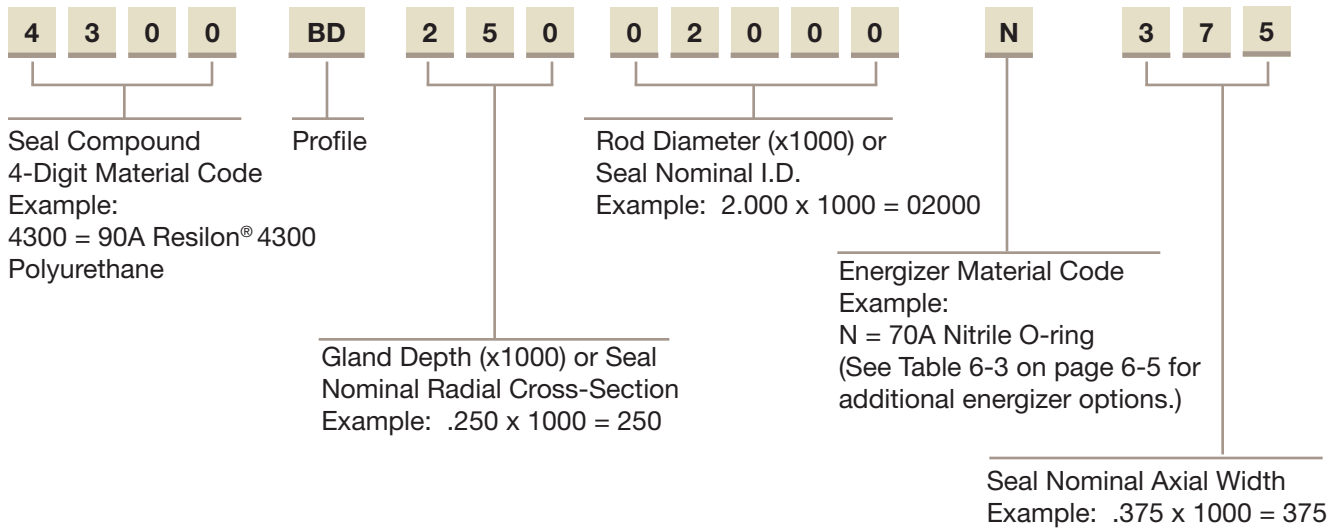 4 3 0 0 BD 2 5 0 0 2 0 0 0 N 3 7 5
Seal Compound
4-Digit Material Code
Example:
4300 = 90A Resilon® 4300
Polyurethane
Profile
Rod Diameter (x1000) or
Seal Nominal I.D.
Example: 2.000 x 1000 = 02000
Gland Depth (x1000) or Seal
Nominal Radial Cross-Section
Example: .250 x 1000 = 250
Energizer Material Code
Example:
N = 70A Nitrile O-ring
(See Table 6-3 on page 6-5 for
additional energizer options.)
Seal Nominal Axial Width
Example: .375 x 1000 = 375